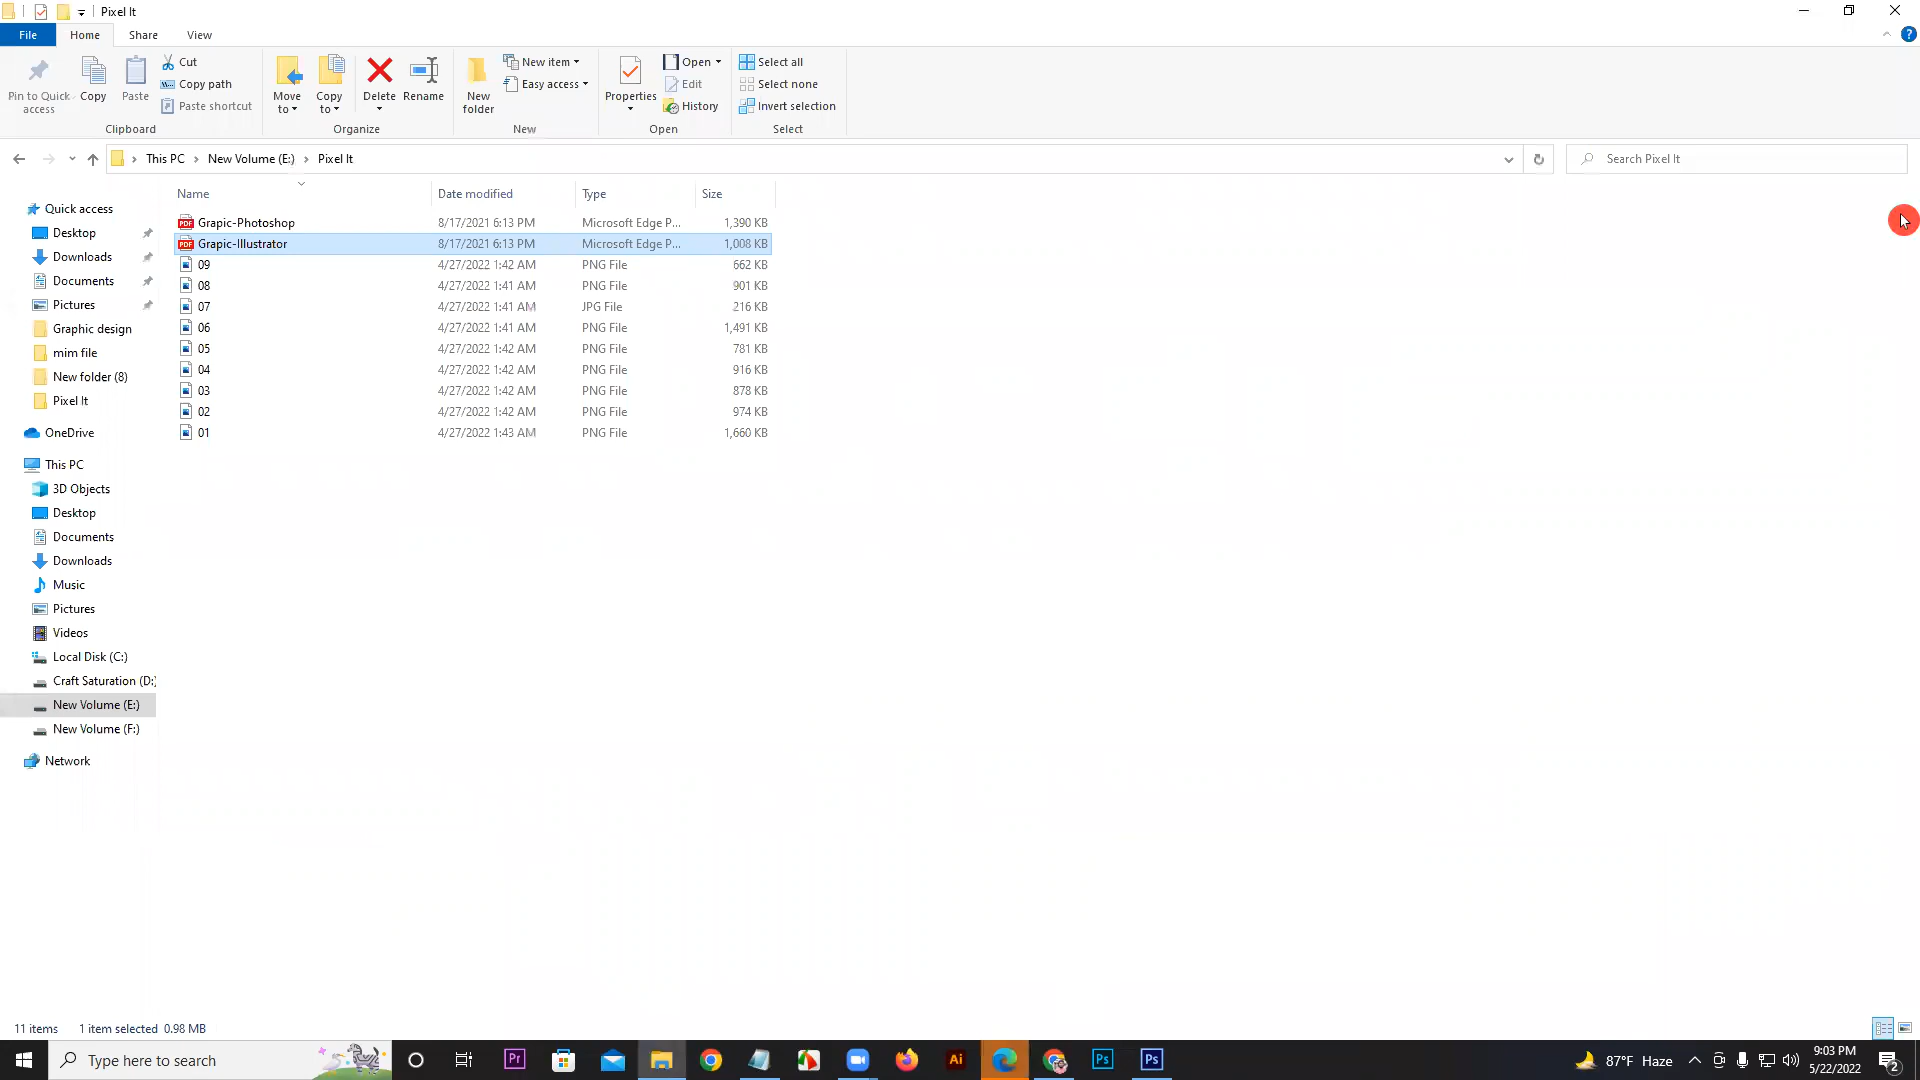 Pixel It
File Home Share View
Pin to Quick access
Copy
Paste
Cut
Copy path
Paste shortcut
Clipboard
Move to
Copy to
Delete
Rename
Organize
New folder
New item
Easy access
New
Properties
Open
Edit
History
Open
Select all
Select none
Invert selection
Select
This PC > New Volume (E:) > Pixel It
Search Pixel It
Name Date modified Type Size
Grapic-Photoshop 8/17/2021 6:13 PM Microsoft Edge P... 1,390 KB
Grapic-Illustrator 8/17/2021 6:13 PM Microsoft Edge P... 1,008 KB
09 4/27/2022 1:42 AM PNG File 662 KB
08 4/27/2022 1:41 AM PNG File 901 KB
07 4/27/2022 1:41 AM JPG File 216 KB
06 4/27/2022 1:41 AM PNG File 1,491 KB
05 4/27/2022 1:42 AM PNG File 781 KB
04 4/27/2022 1:42 AM PNG File 916 KB
03 4/27/2022 1:42 AM PNG File 878 KB
02 4/27/2022 1:42 AM PNG File 974 KB
01 4/27/2022 1:43 AM PNG File 1,660 KB
Quick access
Desktop
Downloads
Documents
Pictures
Graphic design
mim file
New folder (8)
Pixel It
OneDrive
This PC
3D Objects
Desktop
Documents
Downloads
Music
Pictures
Videos
Local Disk (C:)
Craft Saturation (D:)
New Volume (E:)
New Volume (F:)
Network
11 items 1 item selected 0.98 MB
Type here to search
Pr
Ai
Ps
Ps
87°F Haze
9:03 PM
5/22/2022
2